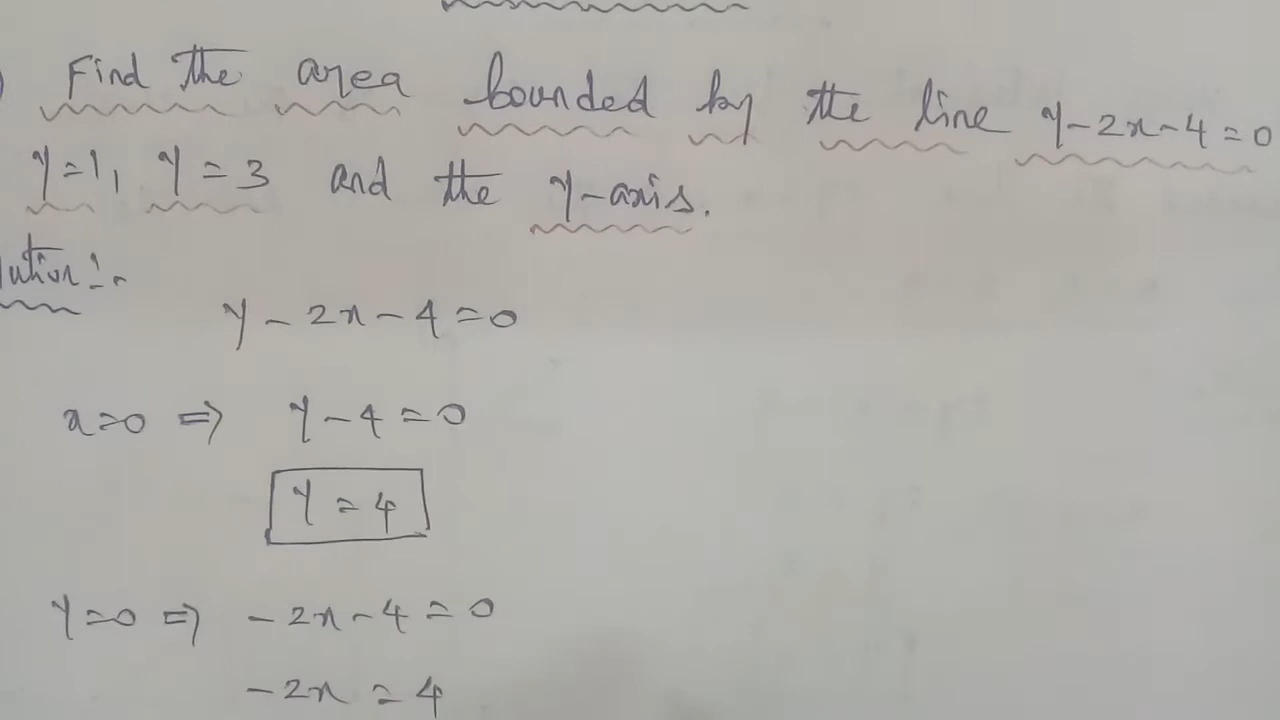 ) Find the area bounded by the line y-2x-4=0
y=1, y=3 and the y-axis.
lution:-
y-2x-4=0
x=0 ⇒ y-4=0
y=4
y=0 ⇒ -2x-4=0
-2x=4